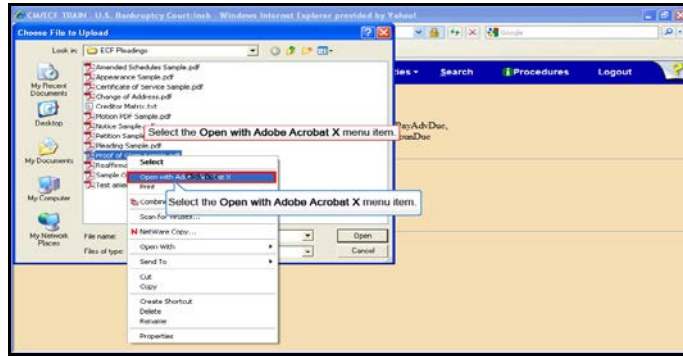 CM/ECF TRAIN - U.S. Bankruptcy Court:insb - Windows Internet Explorer provided by Yahoo!
Choose File to Upload
Look in: ECF Pleadings
Google
Search Procedures Logout
My Recent Documents
Desktop
My Documents
My Computer
My Network Places
Amended Schedules Sample.pdf
Appearance Sample.pdf
Certificate of Service Sample.pdf
Change of Address.pdf
Creditor Matrix.txt
Motion PDF Sample.pdf
Notice Sample
Petition Sample
Pleading Sample.pdf
Proof of
Reaffirm
Sample O
Test ame
PayAdvDue,
Select the Open with Adobe Acrobat X menu item.
Select
Open with
Print
Select the Open with Adobe Acrobat X menu item.
Combine
Scan for Viruses...
NetWare Copy...
Open With
Send To
Cut
Copy
Create Shortcut
Delete
Rename
Properties
File name:
Files of type:
Open
Cancel